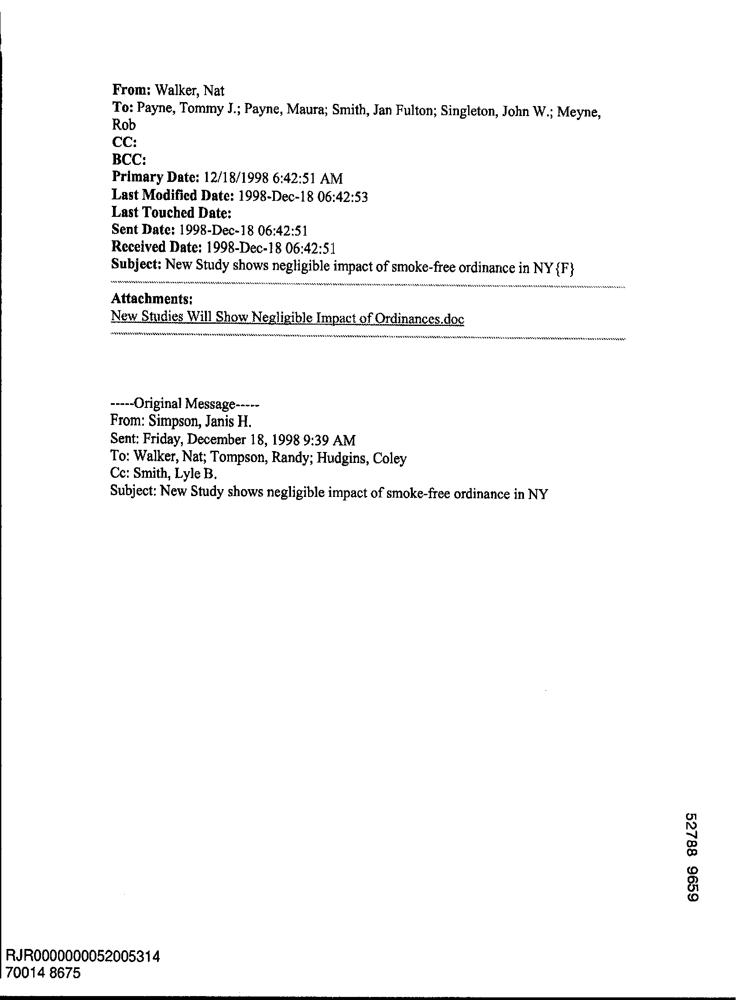 From: Walker, Nat
To: Payne, Tommy J.; Payne, Maura; Smith, Jan Fulton; Singleton, John W.; Meyne,
Rob
CC:
BCC:
Primary Date: 12/18/1998 6:42:51 AM
Last Modified Date: 1998-Dec-18 06:42:53
Last Touched Date:
Sent Date: 1998-Dec-18 06:42:51
Received Date: 1998-Dec-18 06:42:51
Subject: New Study shows negligible impact of smoke-free ordinance in NY{F}
Attachments:
New Studies Will Show Negligible Impact of Ordinances.doc
-----Original Message-----
From: Simpson, Janis H.
Sent: Friday, December 18, 1998 9:39 AM
To: Walker, Nat; Tompson, Randy; Hudgins, Coley
Cc: Smith, Lyle B.
Subject: New Study shows negligible impact of smoke-free ordinance in NY
52788 9659
RJR0000000052005314
70014 8675